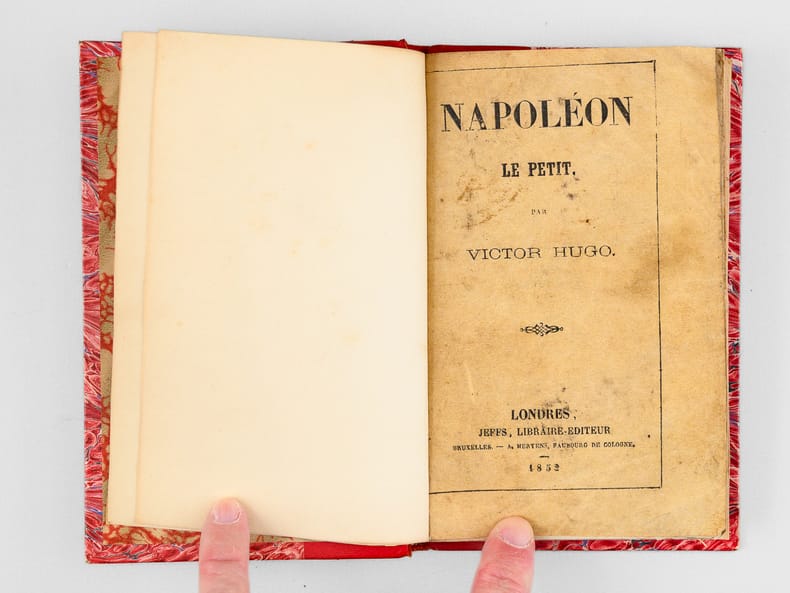 NAPOLÉON
LE PETIT,
PAR
VICTOR HUGO.
LONDRES,
JEFFS, LIBRAIRE-EDITEUR
BRUXELLES. — A. MERTENS, FAUBOURG DE COLOGNE,
1852